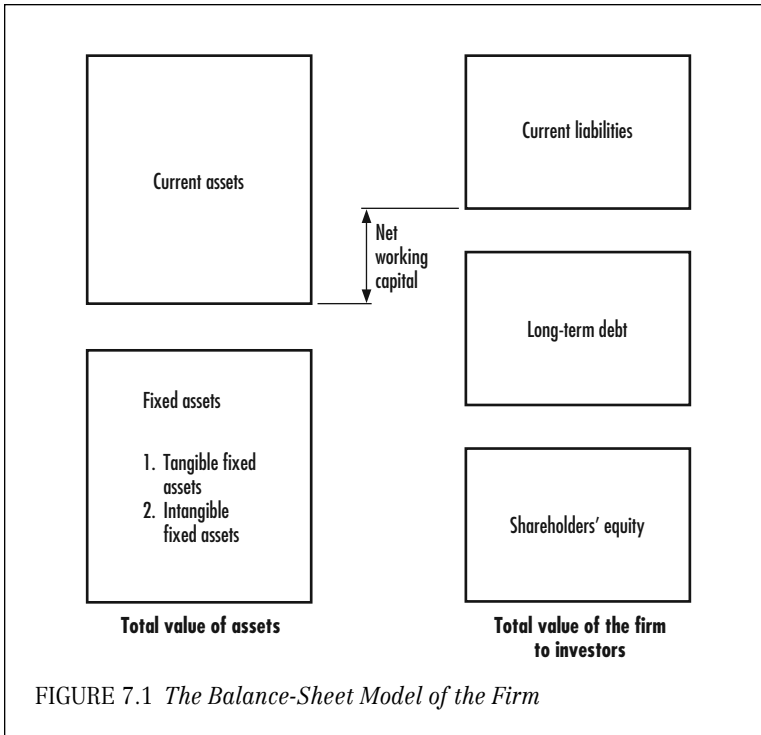 Current assets
Fixed assets
1. Tangible fixed
assets
2. Intangible
fixed assets
Total value of assets
Net
working
capital
Current liabilities
Long-term debt
Shareholders' equity
Total value of the firm
to investors
FIGURE 7.1 The Balance-Sheet Model of the Firm